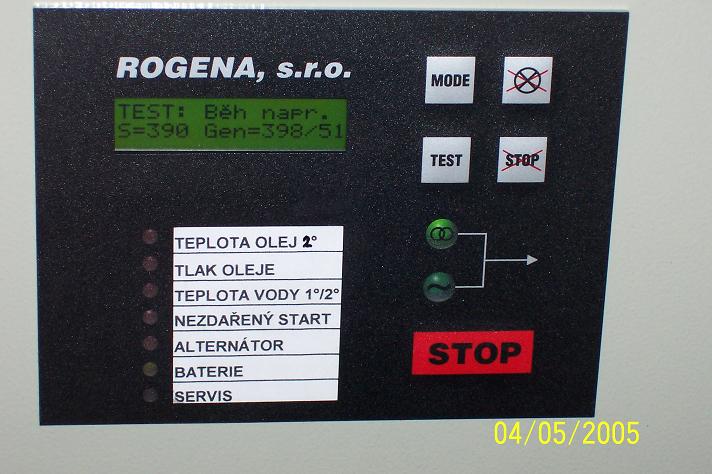 ROGENA, s.r.o.
TEST: Běh napr.
S=390 Gen=398/51
MODE
TEST
STOP
TEPLOTA OLEJ 2°
TLAK OLEJE
TEPLOTA VODY 1°/2°
NEZDAŘENÝ START
ALTERNÁTOR
BATERIE
SERVIS
STOP
04/05/2005